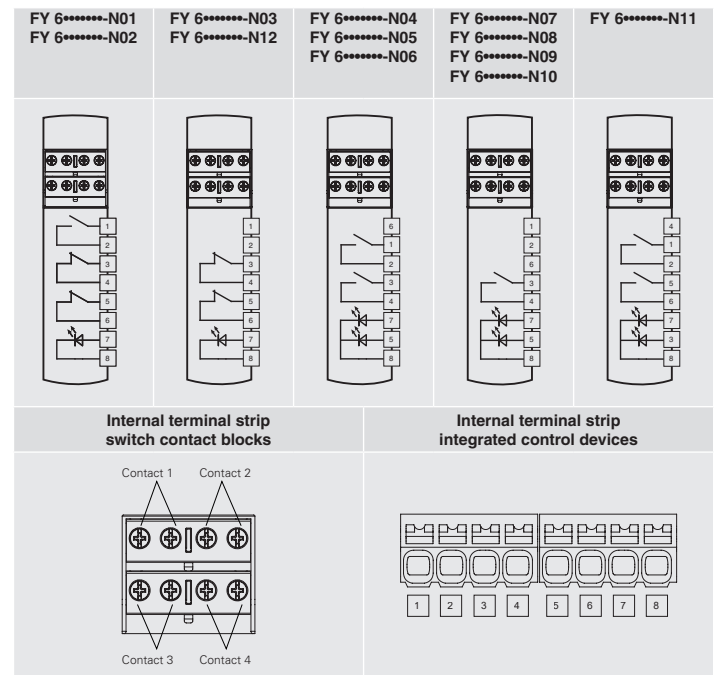 FY 6•••••••-N01
FY 6•••••••-N02
FY 6•••••••-N03
FY 6•••••••-N12
FY 6•••••••-N04
FY 6•••••••-N05
FY 6•••••••-N06
FY 6•••••••-N07
FY 6•••••••-N08
FY 6•••••••-N09
FY 6•••••••-N10
FY 6•••••••-N11
1
2
3
4
5
6
7
8
1
2
3
4
5
6
7
8
6
1
2
3
4
7
5
8
1
2
6
3
4
7
5
8
4
1
2
5
6
7
3
8
Internal terminal strip
switch contact blocks
Internal terminal strip
integrated control devices
Contact 1 Contact 2
Contact 3 Contact 4
1 2 3 4 5 6 7 8